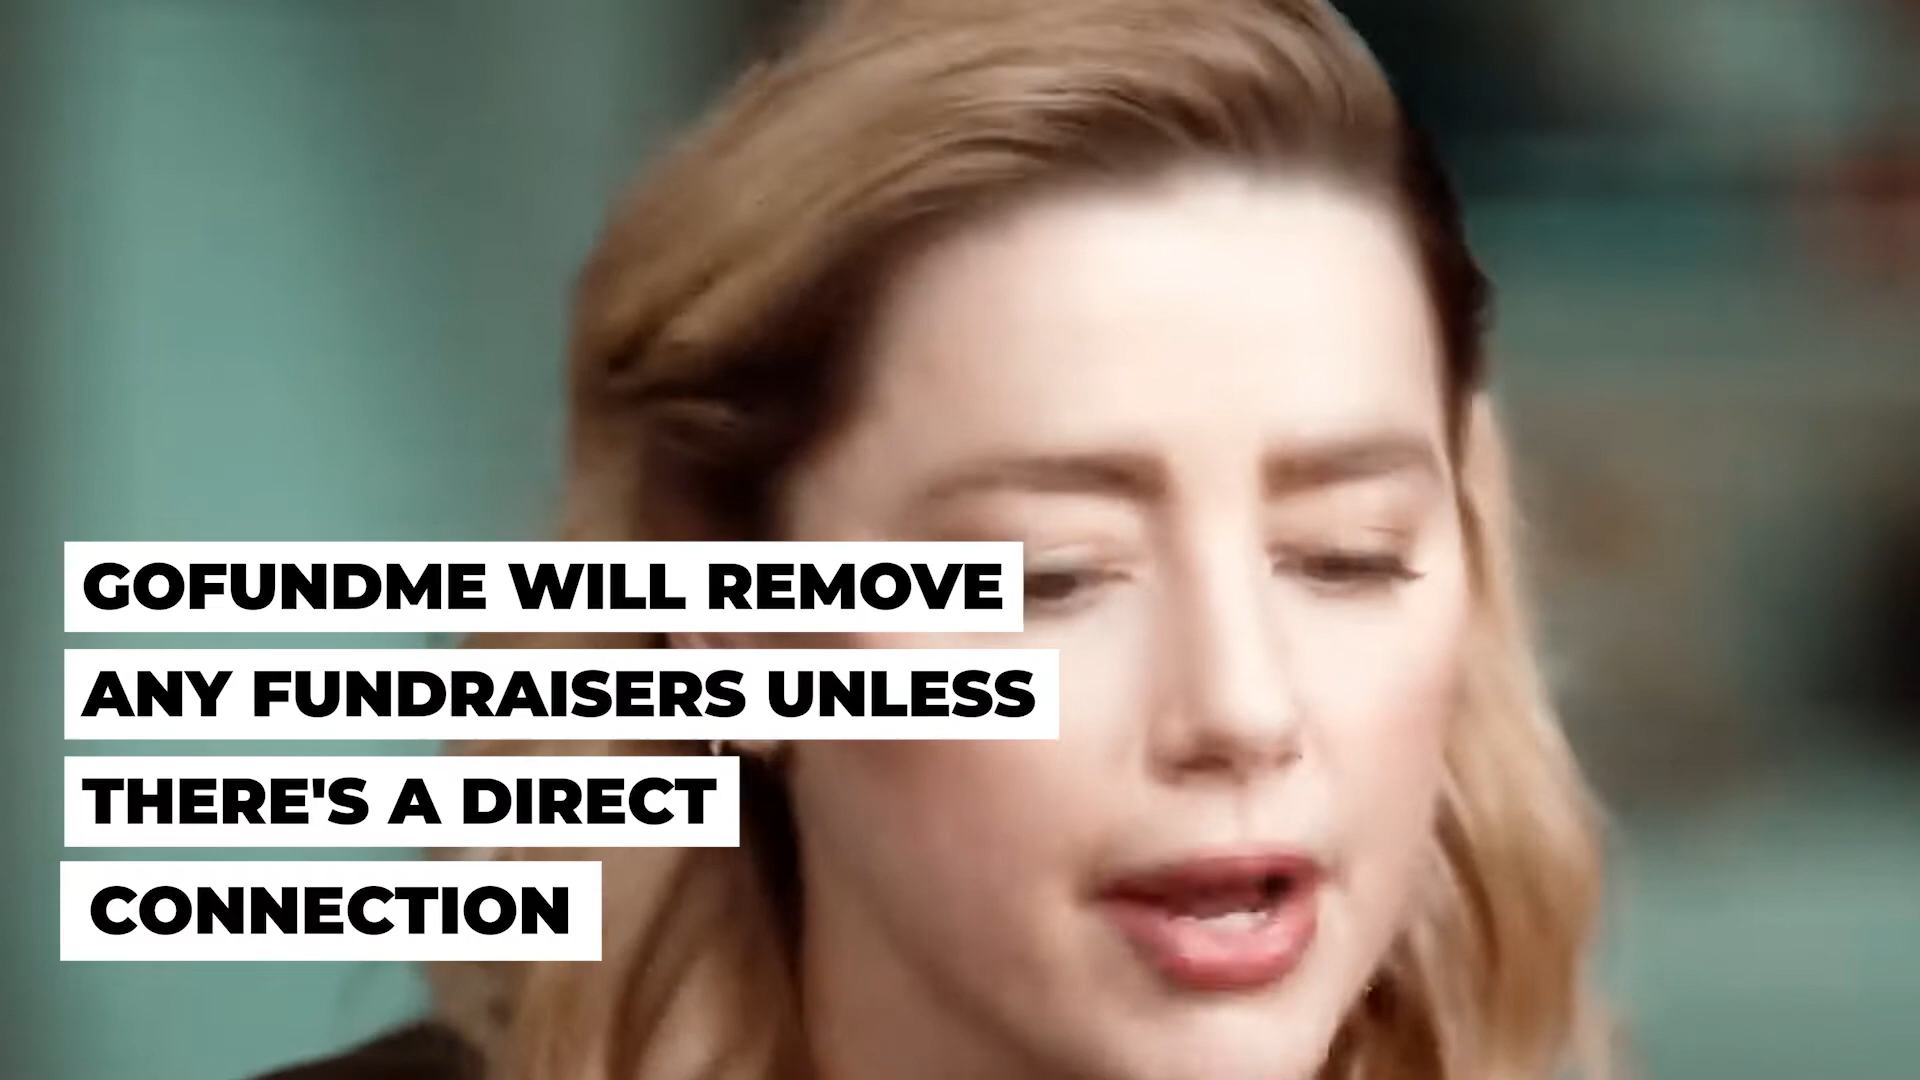 GOFUNDME WILL REMOVE
ANY FUNDRAISERS UNLESS
THERE'S A DIRECT
CONNECTION